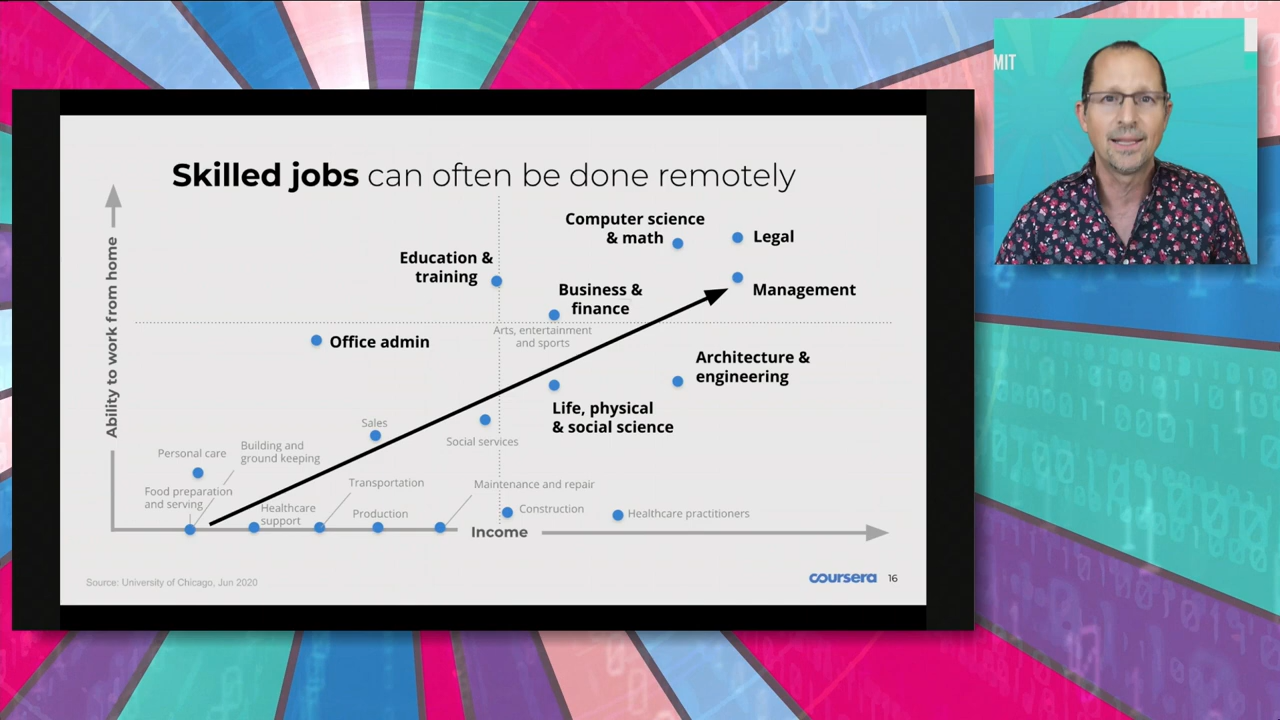 MIT
Skilled jobs can often be done remotely
Ability to work from home
Computer science
& math
Legal
Education &
training
Management
Business &
finance
Arts, entertainment
and sports
Office admin
Architecture &
engineering
Life, physical
& social science
Sales
Social services
Building and
ground keeping
Personal care
Food preparation
and serving
Healthcare
support
Transportation
Production
Maintenance and repair
Construction
Healthcare practitioners
Income
Source: University of Chicago, Jun 2020
coursera 16